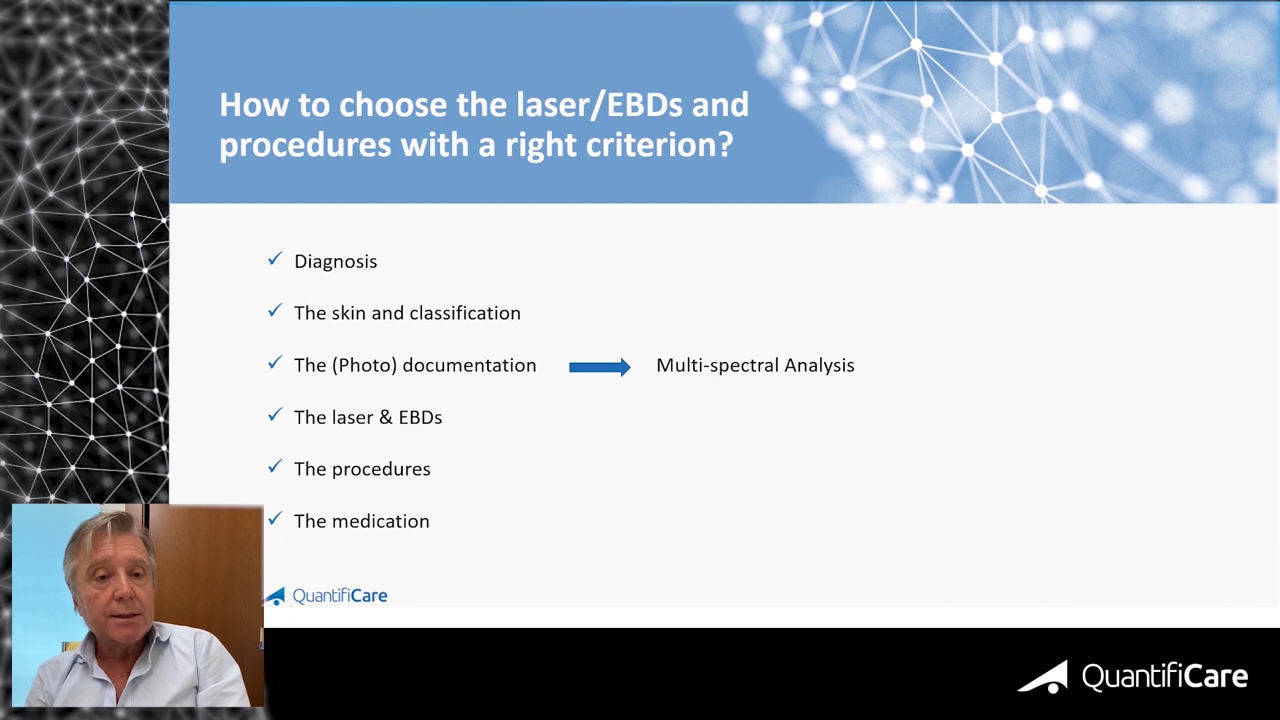 How to choose the laser/EBDs and
procedures with a right criterion?
✓ Diagnosis
✓ The skin and classification
✓ The (Photo) documentation Multi-spectral Analysis
✓ The laser & EBDs
✓ The procedures
✓ The medication
QuantifiCare
QuantifiCare